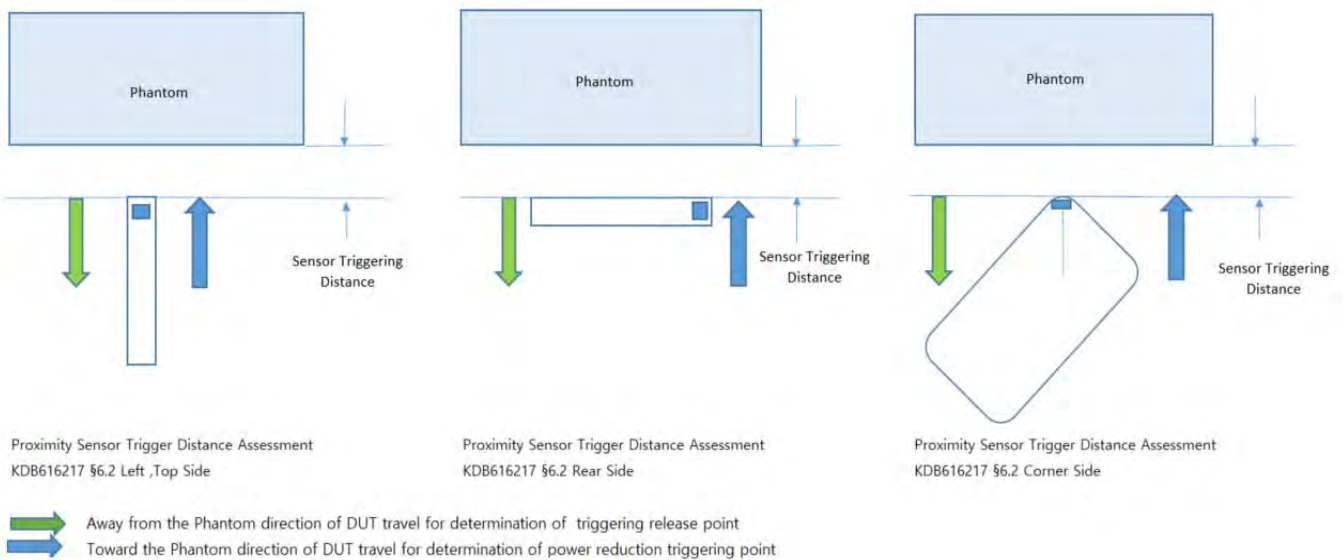 Phantom
Phantom
Phantom
Sensor Triggering
Distance
Sensor Triggering
Distance
Sensor Triggering
Distance
Proximity Sensor Trigger Distance Assessment
KDB616217 §6.2 Left ,Top Side
Proximity Sensor Trigger Distance Assessment
KDB616217 §6.2 Rear Side
Proximity Sensor Trigger Distance Assessment
KDB616217 §6.2 Corner Side
Away from the Phantom direction of DUT travel for determination of triggering release point
Toward the Phantom direction of DUT travel for determination of power reduction triggering point